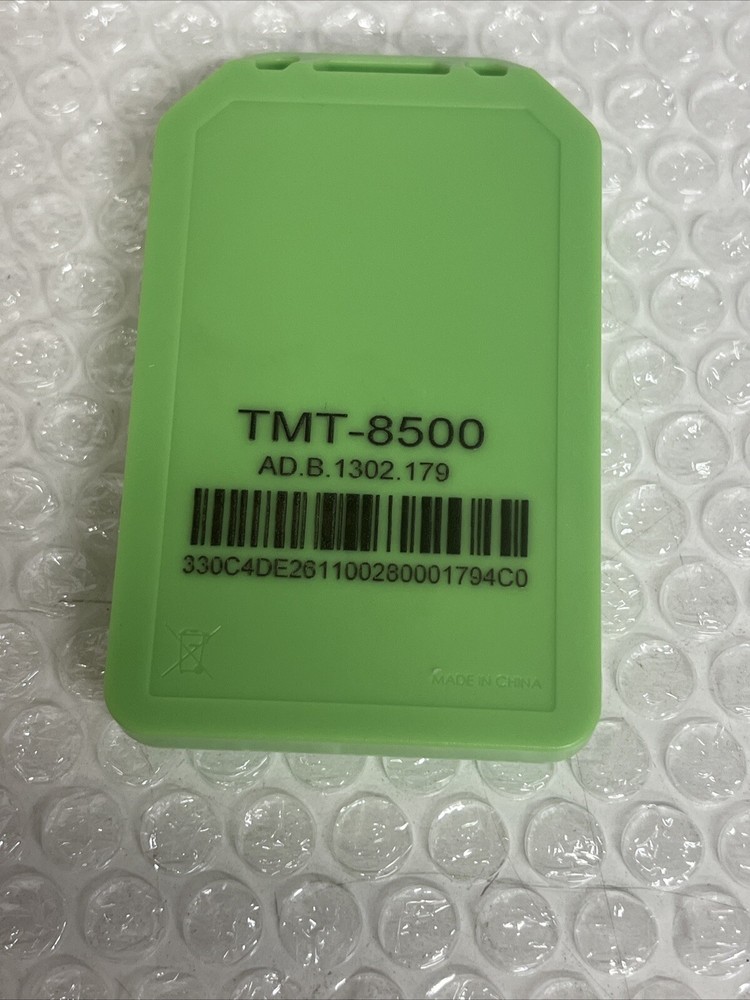 TMT-8500
AD.B.1302.179
330C4DE261100280001794C0
MADE IN CHINA